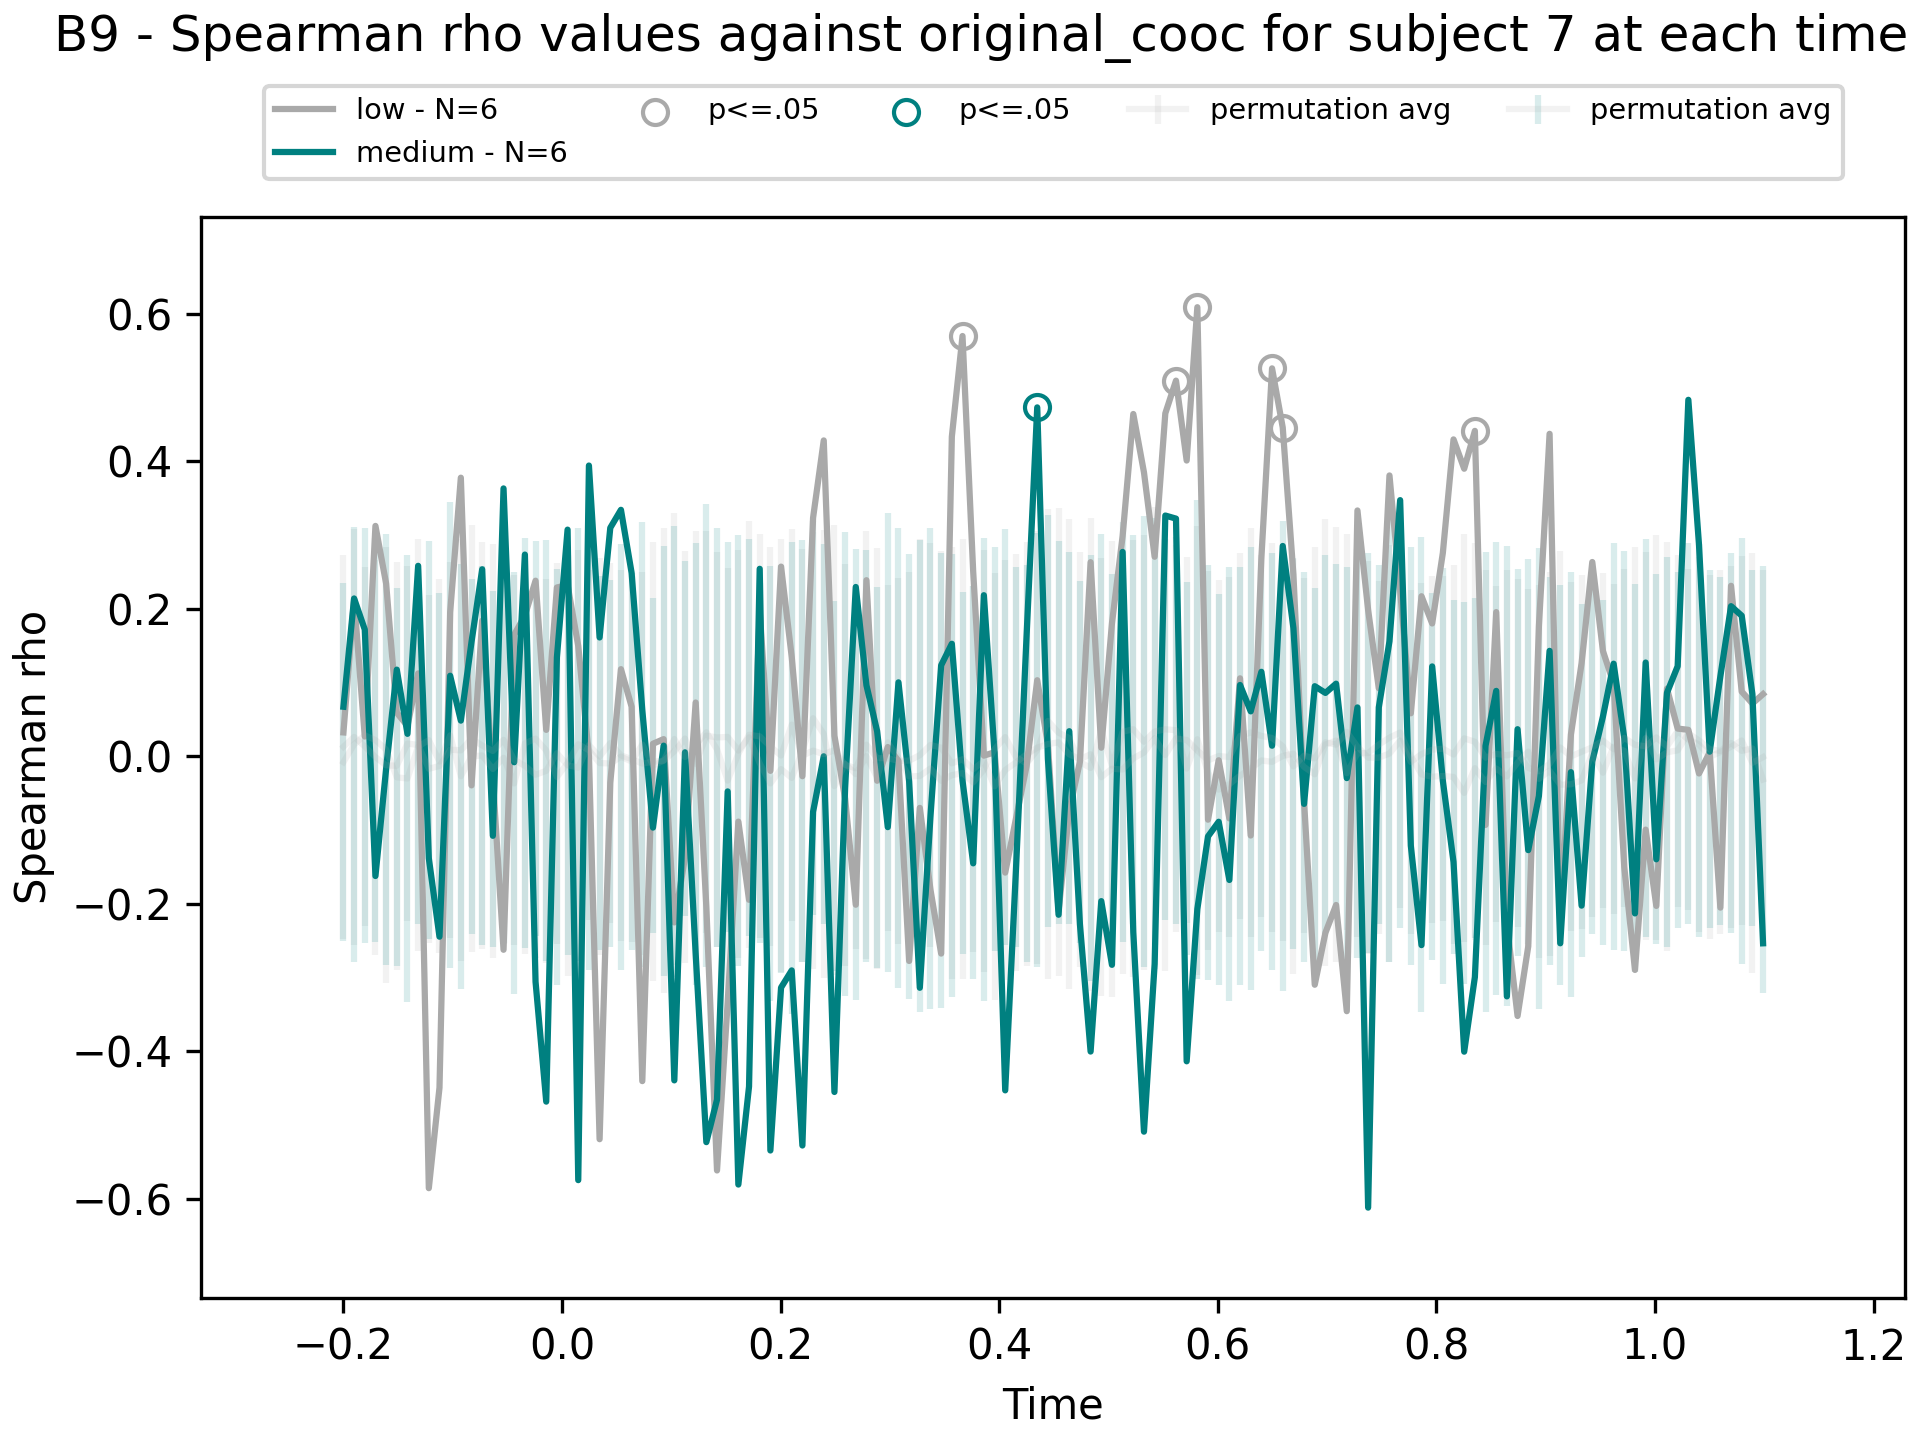 B9 - Spearman rho values against original_cooc for subject 7 at each time
low - N=6
medium - N=6
p<=.05
p<=.05
permutation avg
permutation avg
Spearman rho
0.6
0.4
0.2
0.0
−0.2
−0.4
−0.6
−0.2 0.0 0.2 0.4 0.6 0.8 1.0 1.2
Time